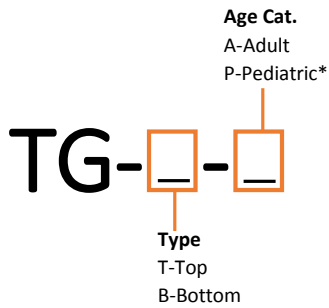 Age Cat.
A-Adult
P-Pediatric*
TG-_-_
Type
T-Top
B-Bottom